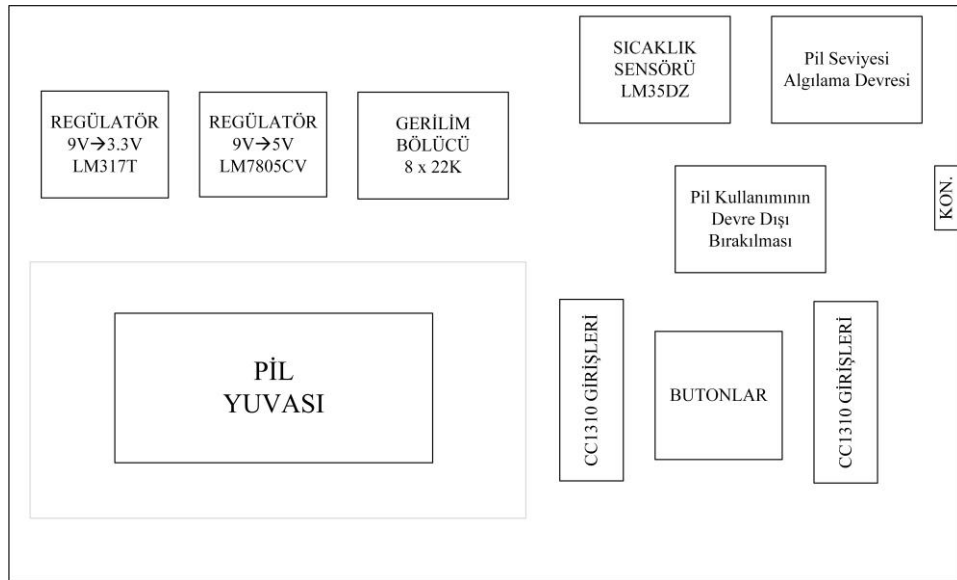 SICAKLIK
SENSÖRÜ
LM35DZ
Pil Seviyesi
Algılama Devresi
REGÜLATÖR
9V→3.3V
LM317T
REGÜLATÖR
9V→5V
LM7805CV
GERİLİM
BÖLÜCÜ
8 x 22K
Pil Kullanımının
Devre Dışı
Bırakılması
KON.
PİL
YUVASI
CC1310 GİRİŞLERİ
BUTONLAR
CC1310 GİRİŞLERİ